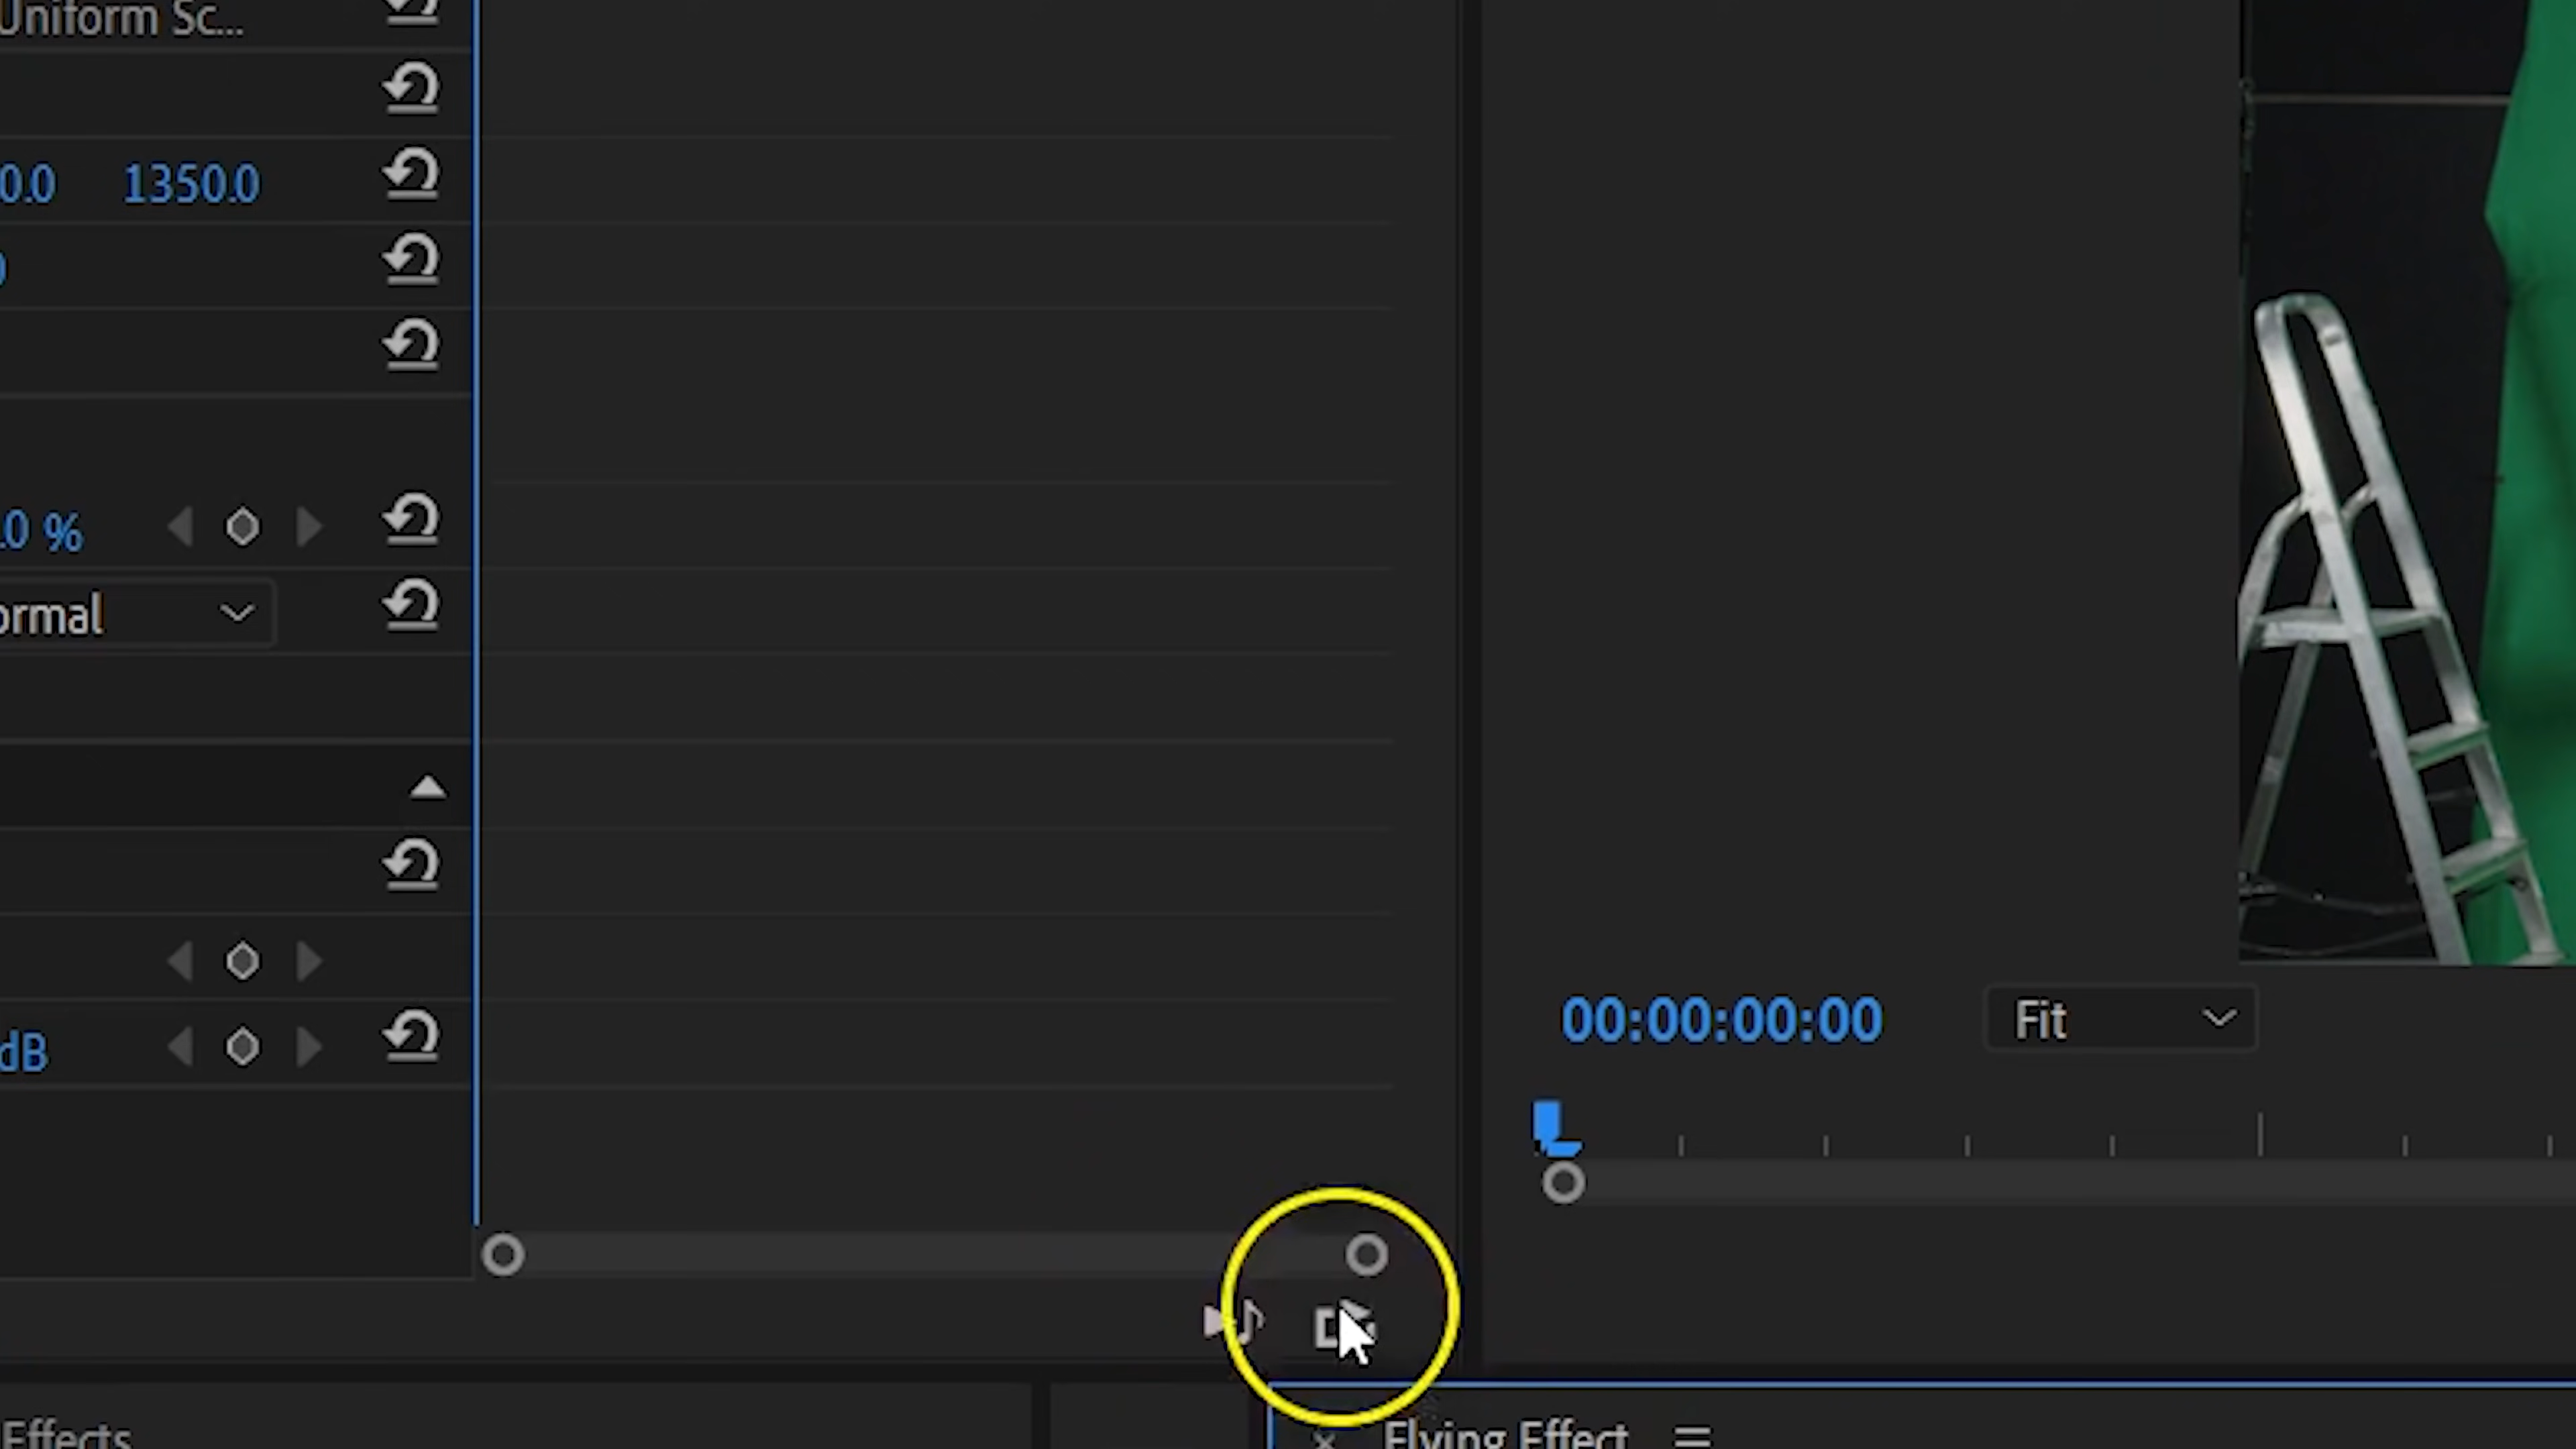 Uniform Sc...
0.0 1350.0
.0 %
ormal
dB
00:00:00:00 Fit
Effects
Flying Effect